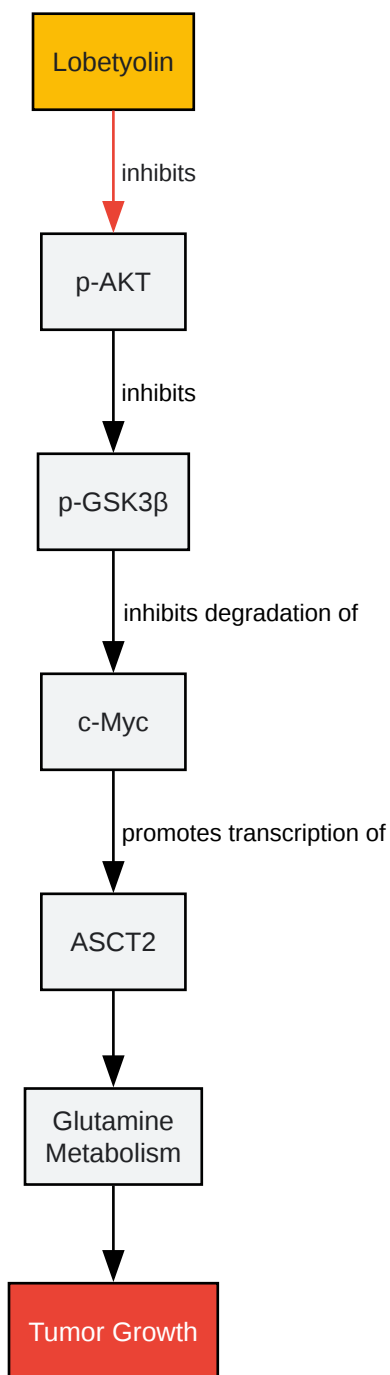 Lobetyolin
inhibits
p-AKT
inhibits
p-GSK3β
inhibits degradation of
c-Myc
promotes transcription of
ASCT2
Glutamine
Metabolism
Tumor Growth